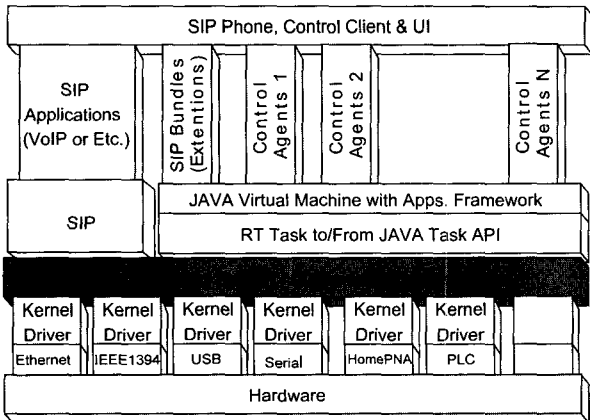 SIP Phone, Control Client & UI
SIP
Applications
(VoIP or Etc.)
SIP Bundles
(Extentions)
Control
Agents 1
Control
Agents 2
Control
Agents N
SIP
JAVA Virtual Machine with Apps. Framework
RT Task to/From JAVA Task API
Kernel
Driver
Ethernet
Kernel
Driver
IEEE1394
Kernel
Driver
USB
Kernel
Driver
Serial
Kernel
Driver
HomePNA
Kernel
Driver
PLC
Hardware